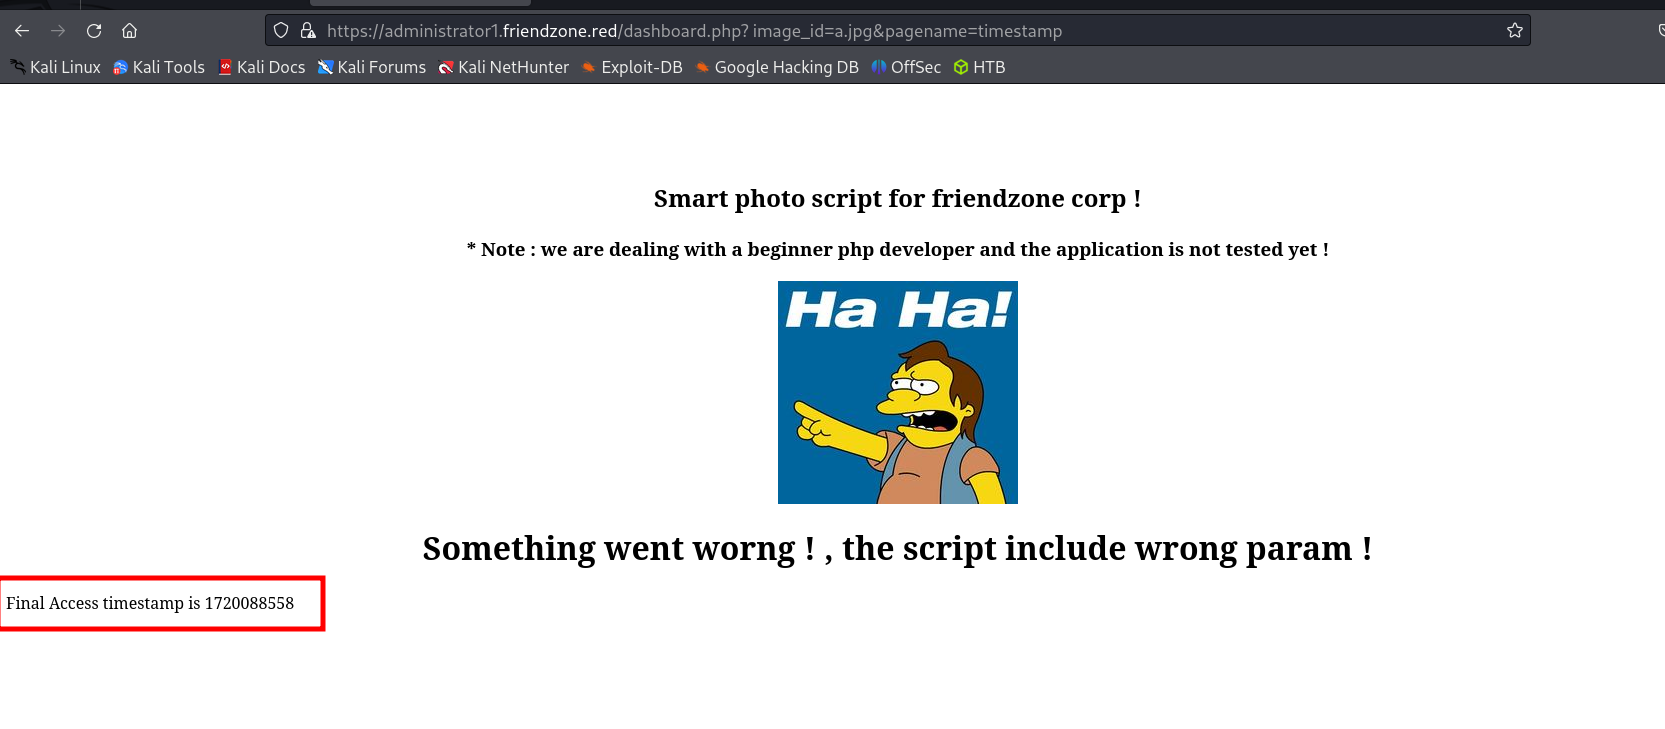 https://administrator1.friendzone.red/dashboard.php? image_id=a.jpg&pagename=timestamp
Kali Linux Kali Tools Kali Docs Kali Forums Kali NetHunter Exploit-DB Google Hacking DB OffSec HTB
Smart photo script for friendzone corp !
* Note : we are dealing with a beginner php developer and the application is not tested yet !
Ha Ha!
Something went worng ! , the script include wrong param !
Final Access timestamp is 1720088558